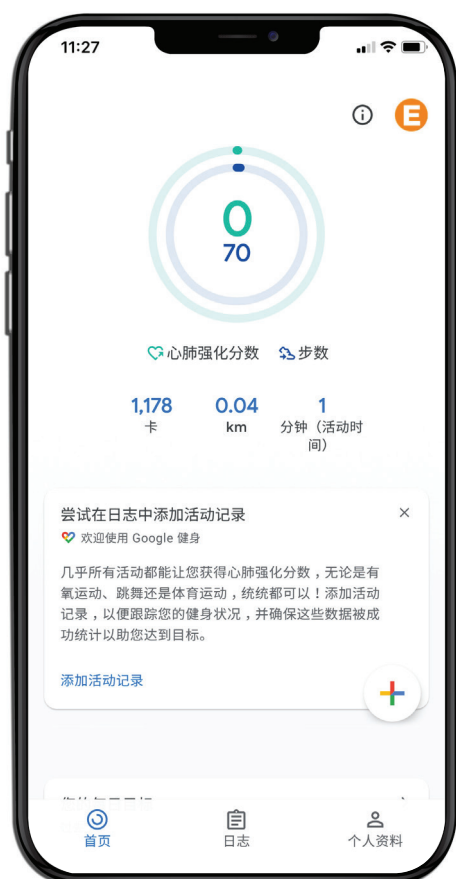 11:27
E
0
70
心肺强化分数 步数
1,178 0.04 1
卡 km 分钟（活动时
间）
尝试在日志中添加活动记录
欢迎使用 Google 健身
几乎所有活动都能让您获得心肺强化分数，无论是有
氧运动、跳舞还是体育运动，统统都可以！添加活动
记录，以便跟踪您的健身状况，并确保这些数据被成
功统计以助您达到目标。
添加活动记录
首页 日志 个人资料